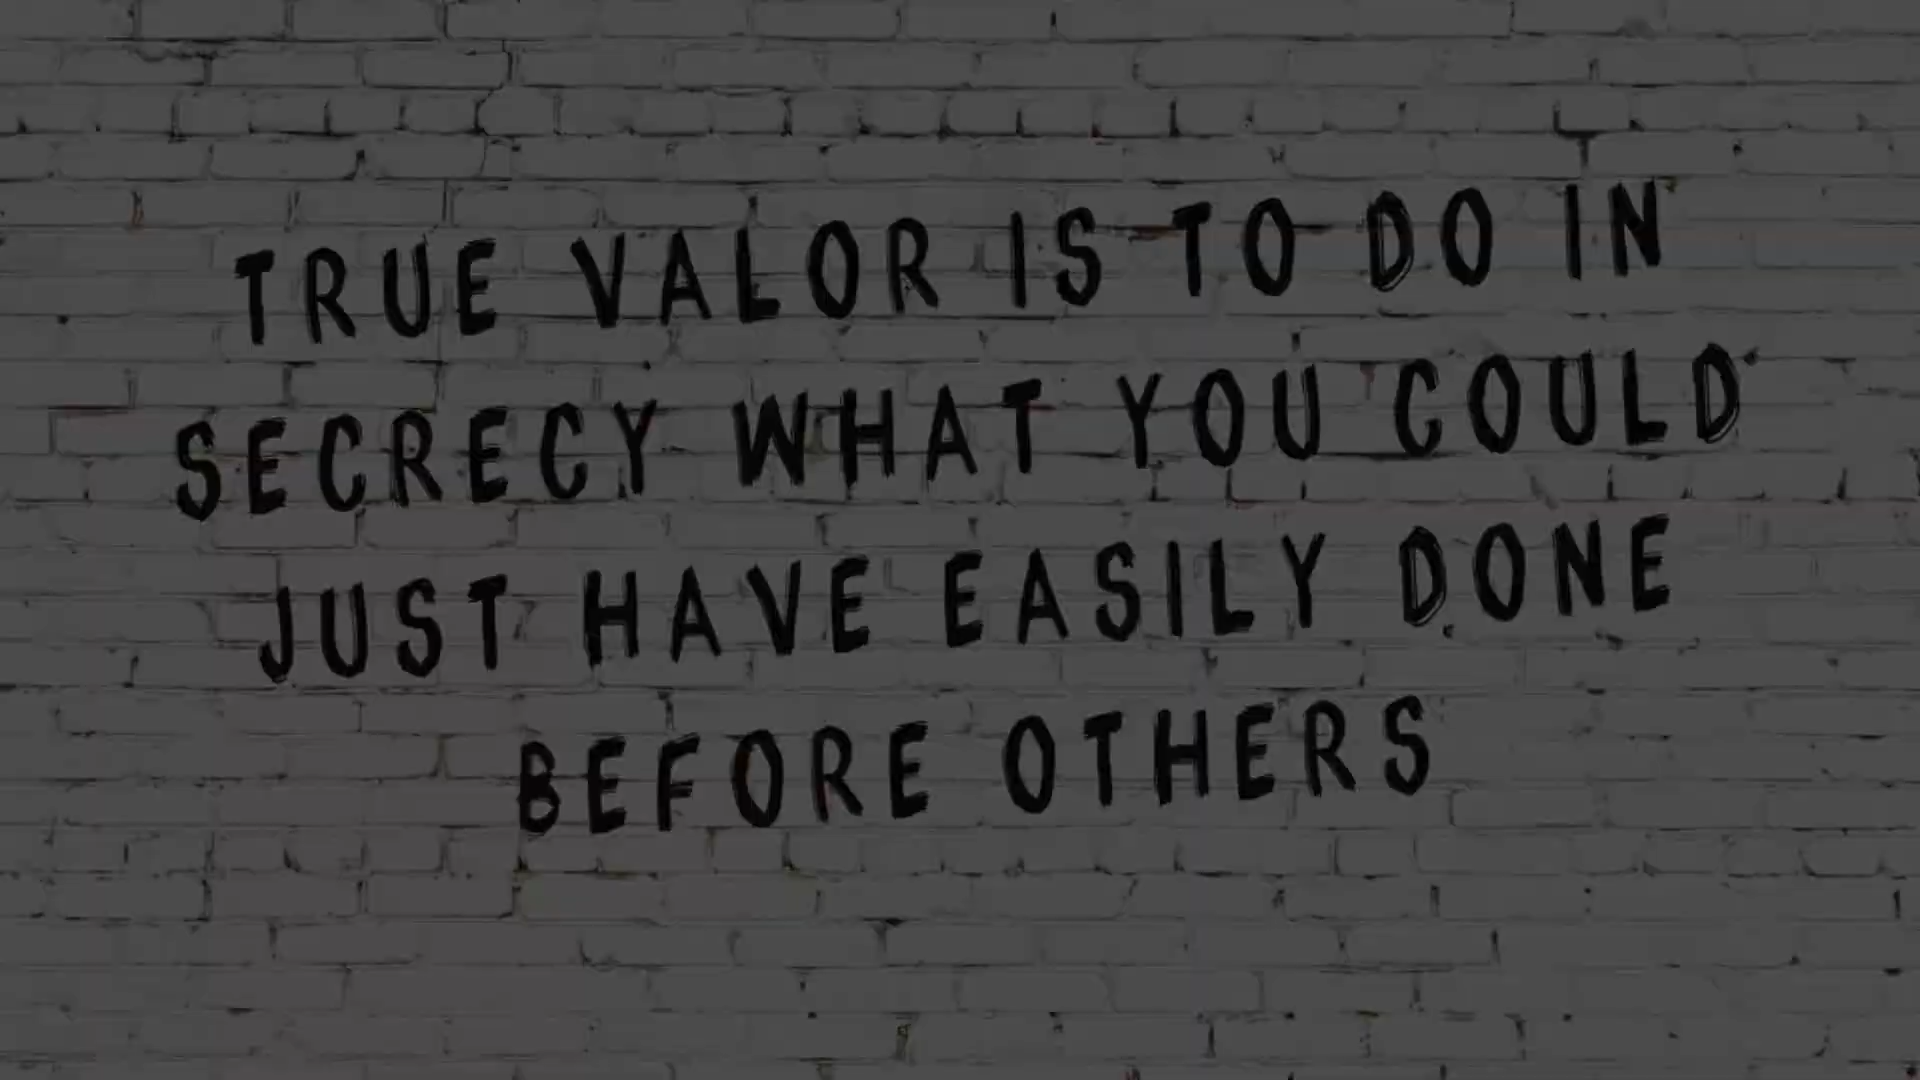 TRUE VALOR IS TO DO IN
SECRECY WHAT YOU COULD
JUST HAVE EASILY DONE
BEFORE OTHERS